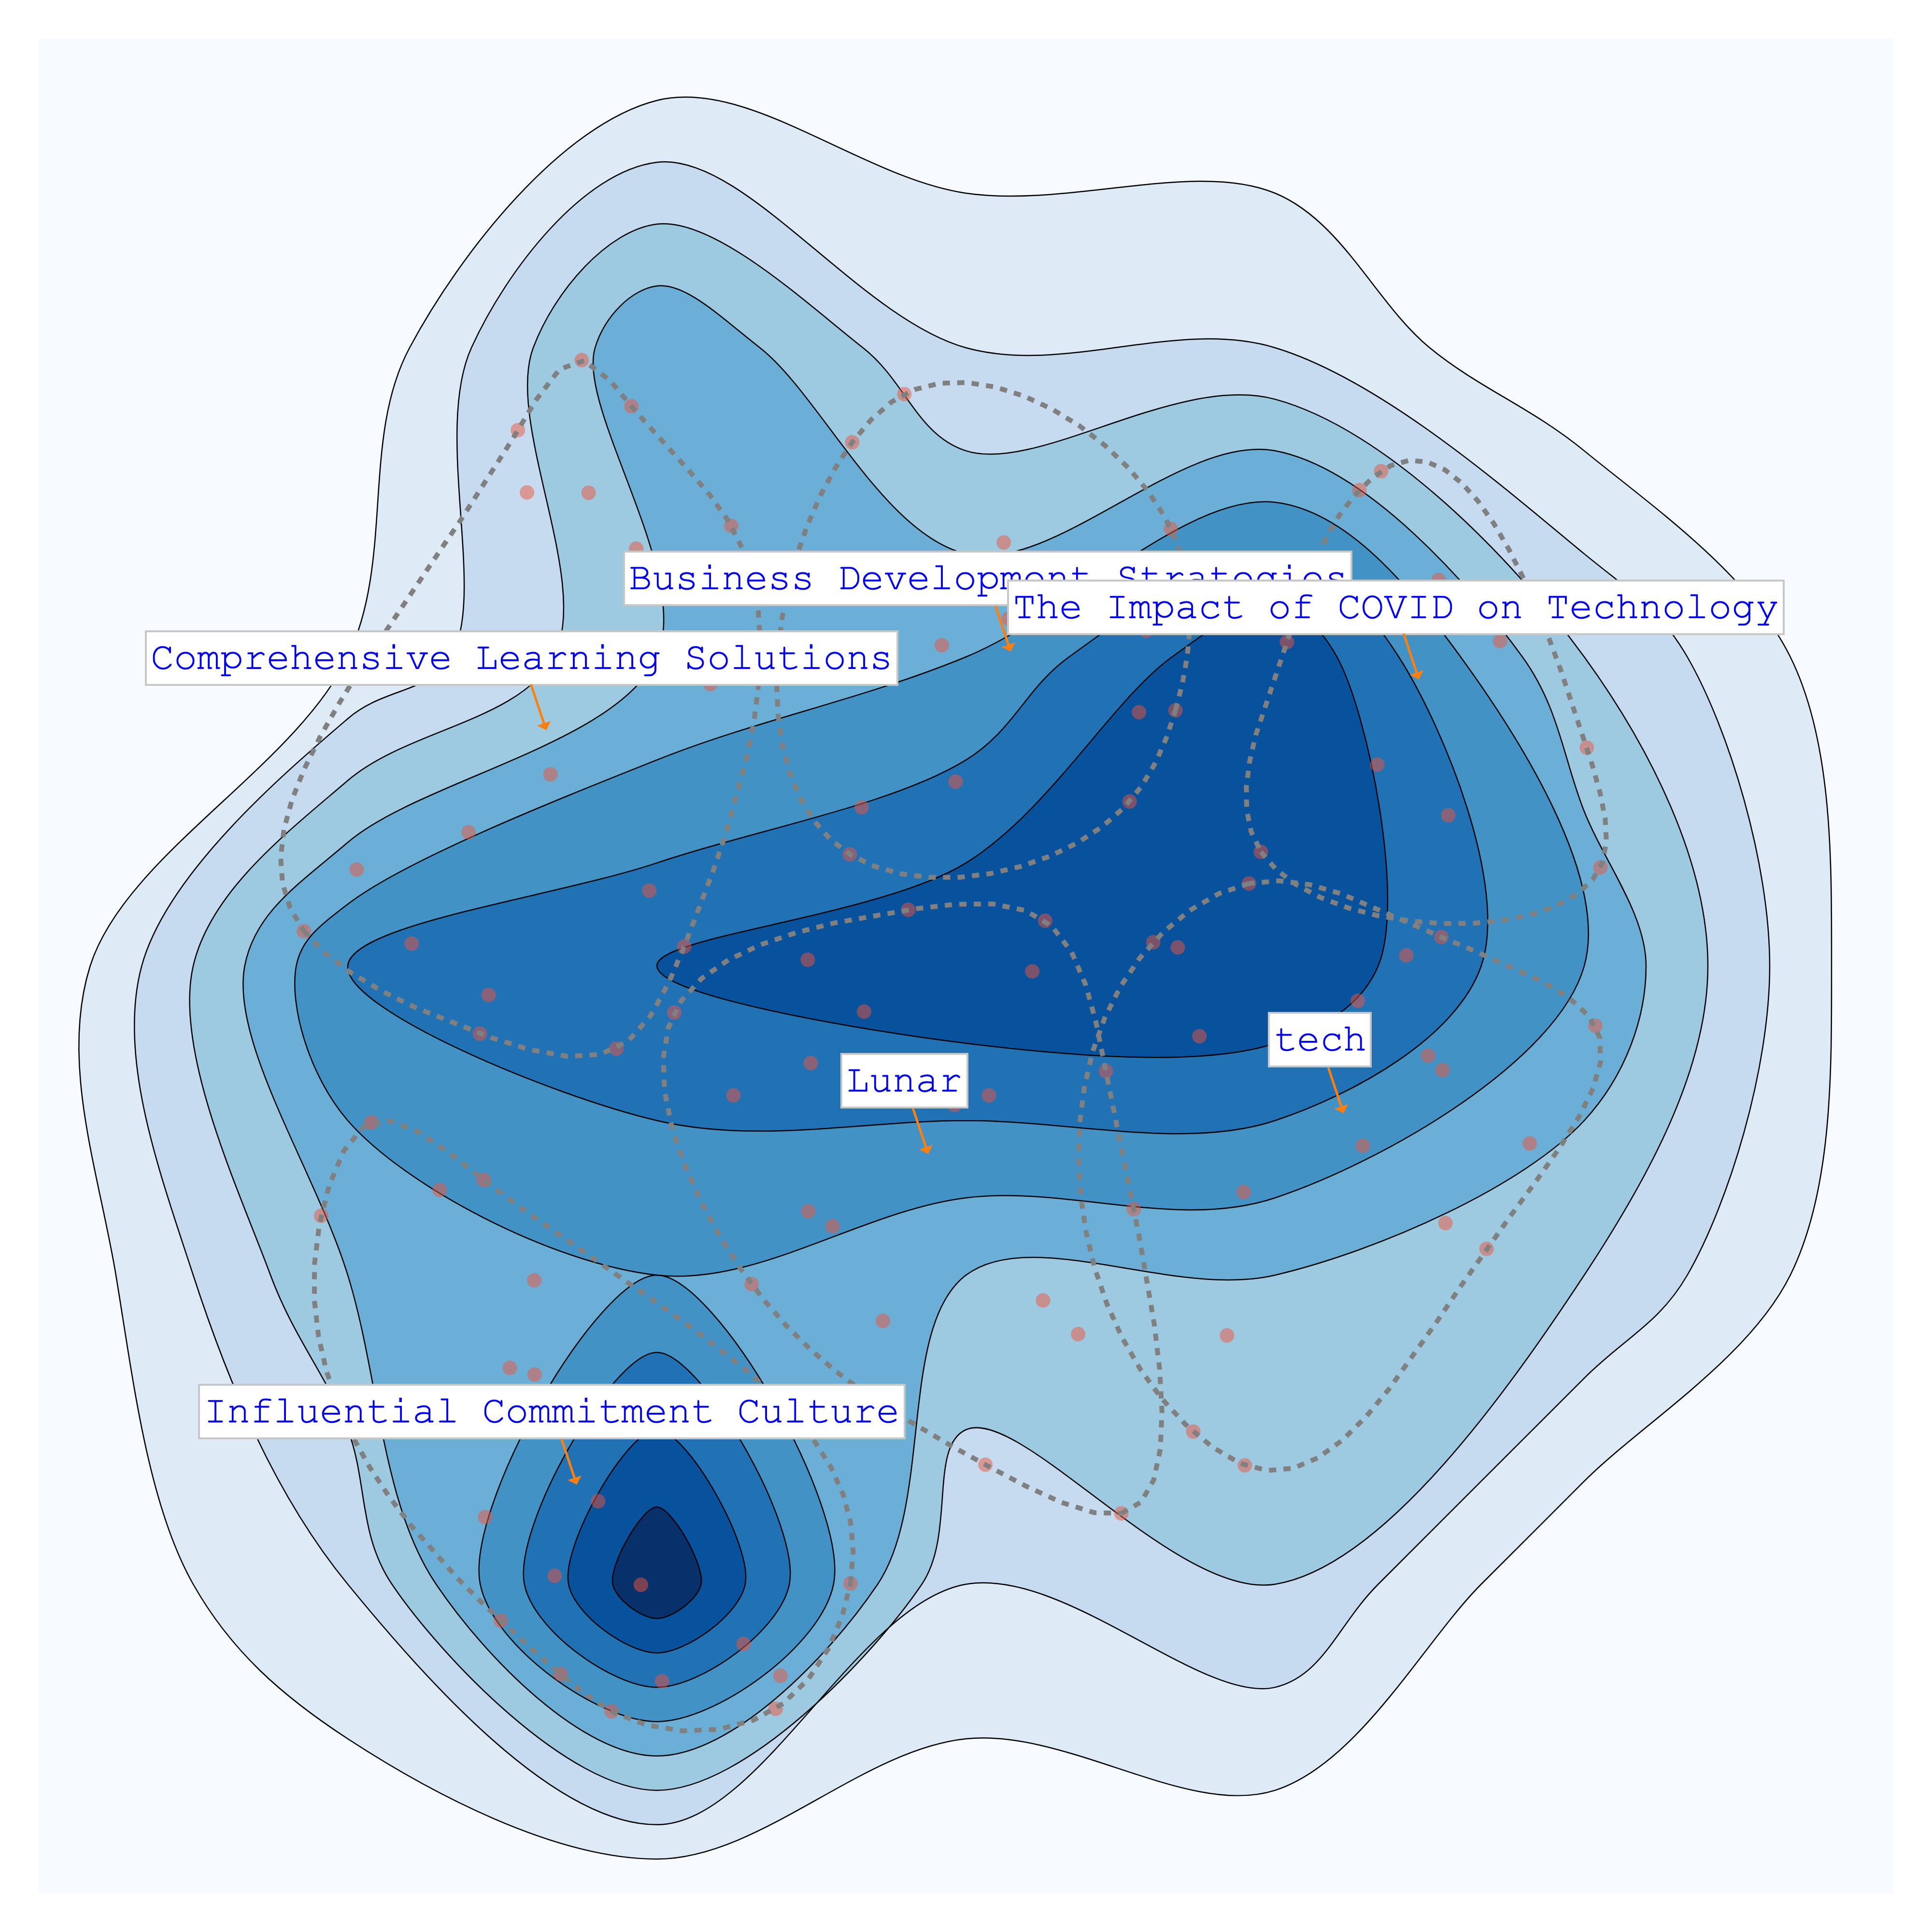 Business Development Strategies
The Impact of COVID on Technology
Comprehensive Learning Solutions
tech
Lunar
Influential Commitment Culture